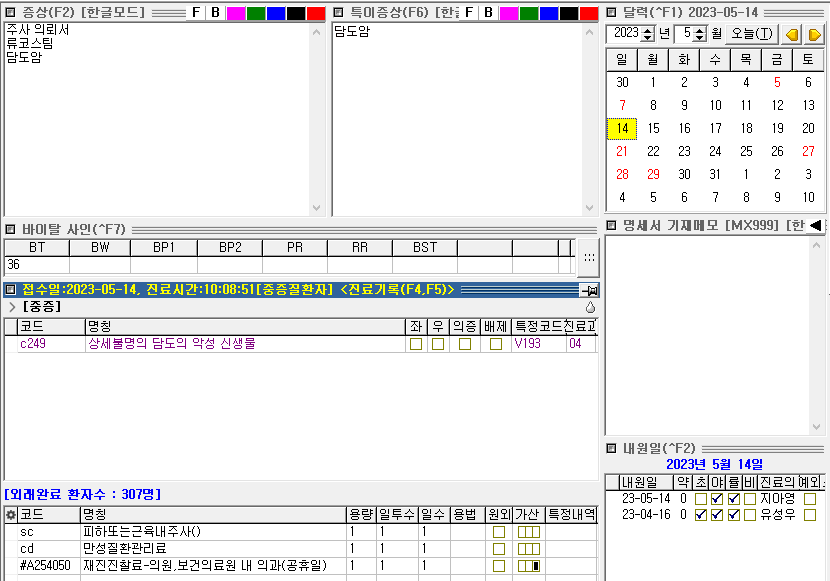 증상(F2) [한글모드] F B
주사 의뢰서
류코스팀
담도암
특이증상(F6) [한글 F B
담도암
달력(^F1) 2023-05-14
2023 년 5 월 오늘(T)
일 월 화 수 목 금 토
30 1 2 3 4 5 6
7 8 9 10 11 12 13
14 15 16 17 18 19 20
21 22 23 24 25 26 27
28 29 30 31 1 2 3
4 5 6 7 8 9 10
바이탈 사인(^F7)
BT BW BP1 BP2 PR RR BST
36
명세서 기재메모 [MX999] [한
접수일:2023-05-14, 진료시간:10:08:51[중증질환자] <진료기록(F4,F5)>
[중증]
코드 명칭 좌 우 의증 배제 특정코드 진료과
c249 상세불명의 담도의 악성 신생물 V193 04
내원일(^F2)
2023년 5월 14일
내원일 약 초 야 률 비 진료의 예외
23-05-14 0 지아영
23-04-16 0 유성우
[외래완료 환자수 : 307명]
코드 명칭 용량 일투수 일수 용법 원외 가산 특정내역
sc 피하또는근육내주사() 1 1 1
cd 만성질환관리료 1 1 1
#A254050 재진진찰료-의원,보건의료원 내 의과(공휴일) 1 1 1